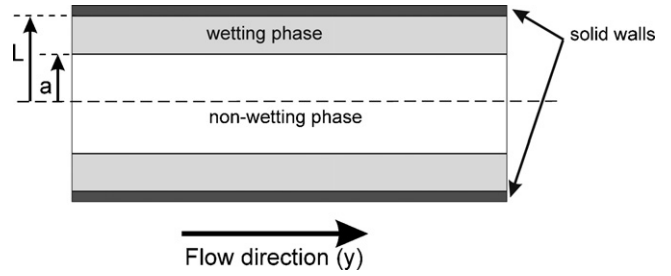 wetting phase
solid walls
L
a
non-wetting phase
Flow direction (y)